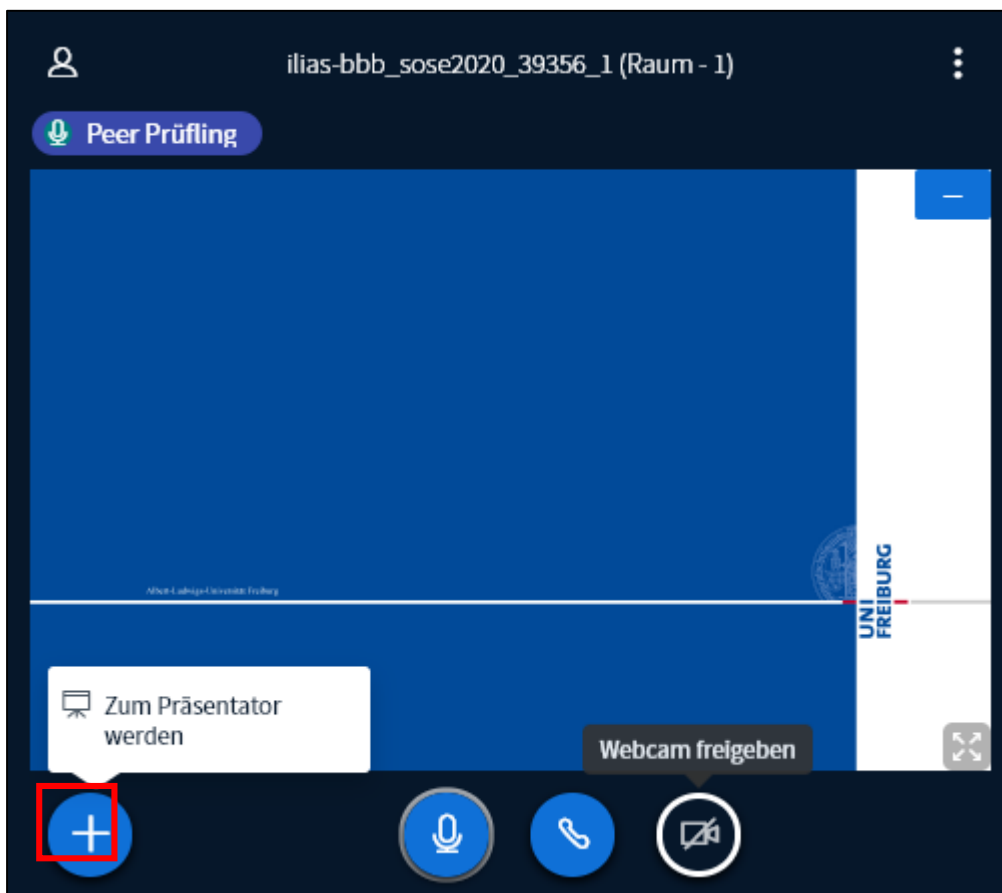 ilias-bbb_sose2020_39356_1 (Raum - 1)
Peer Prüfling
Albert-Ludwigs-Universität Freiburg
UNI
FREIBURG
Zum Präsentator
werden
Webcam freigeben